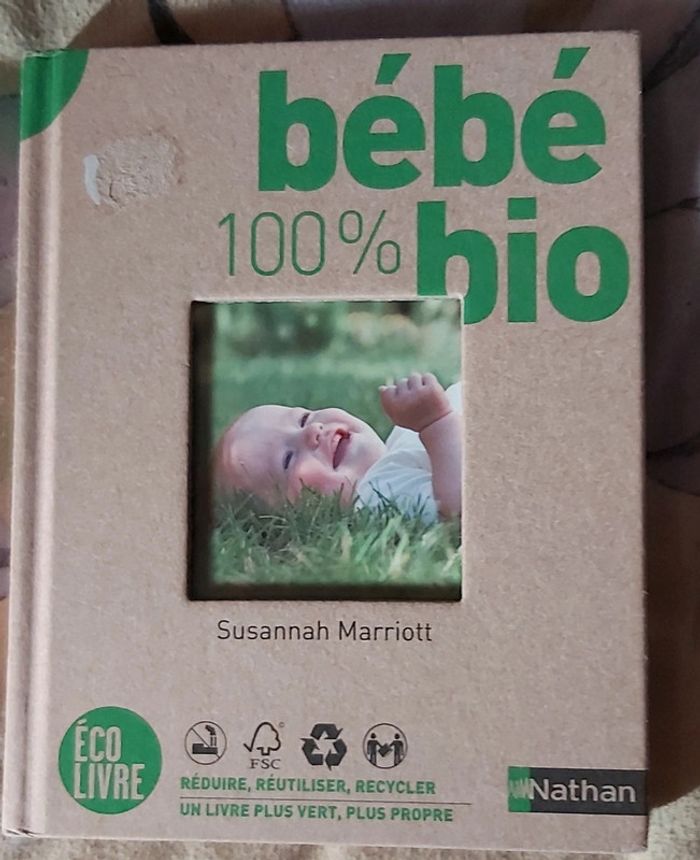 bébé
100% bio
Susannah Marriott
ÉCO
LIVRE
FSC
RÉDUIRE, RÉUTILISER, RECYCLER
UN LIVRE PLUS VERT, PLUS PROPRE
Nathan